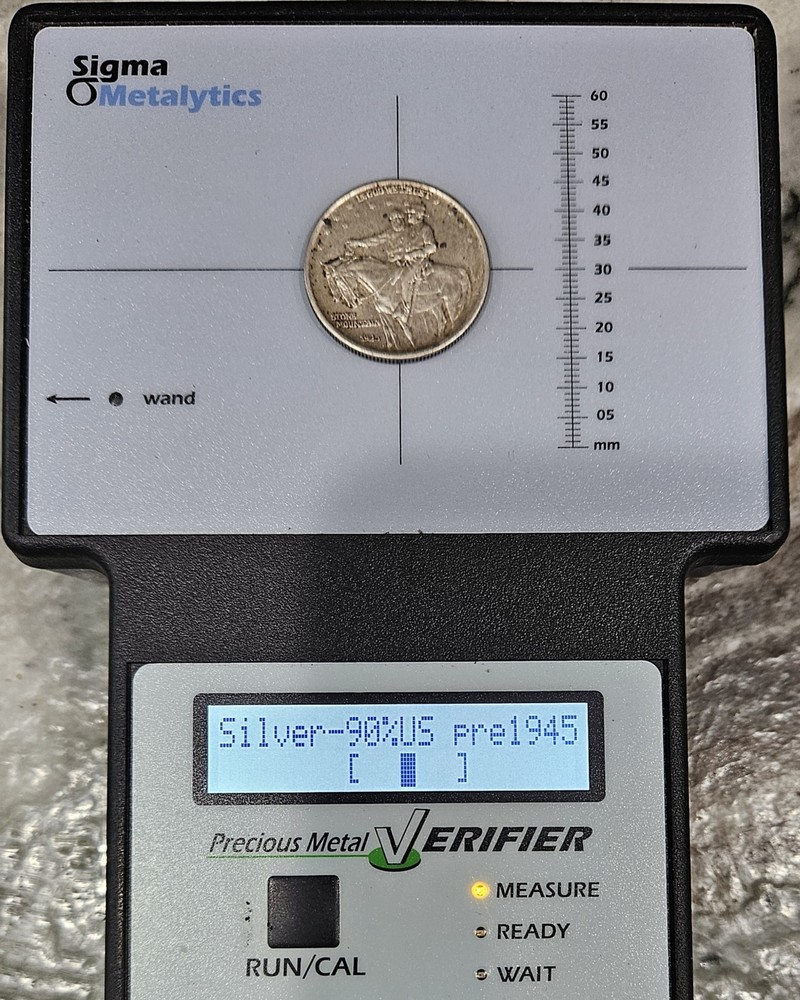 Sigma
Metalytics
60
55
50
45
40
35
30
25
20
15
10
05
mm
wand
STONE
MOUNTAIN
Silver-90%US pre1945
[ ]
Precious Metal VERIFIER
RUN/CAL
MEASURE
READY
WAIT